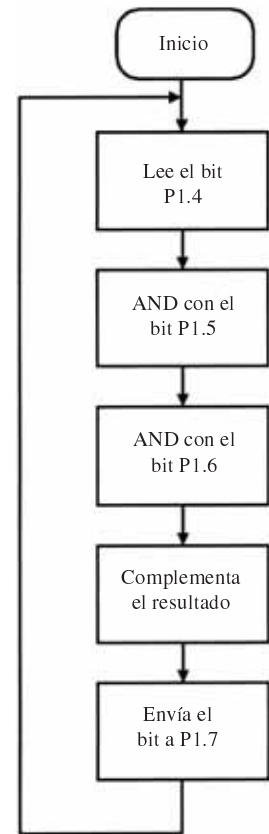 Inicio
Lee el bit
P1.4
AND con el
bit P1.5
AND con el
bit P1.6
Complementa
el resultado
Envía el
bit a P1.7